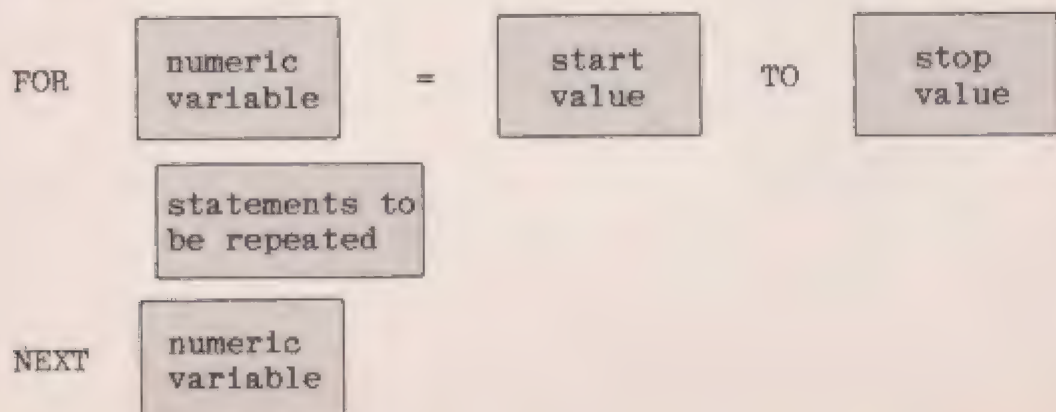 FOR numeric variable = start value TO stop value
statements to
be repeated
NEXT numeric variable